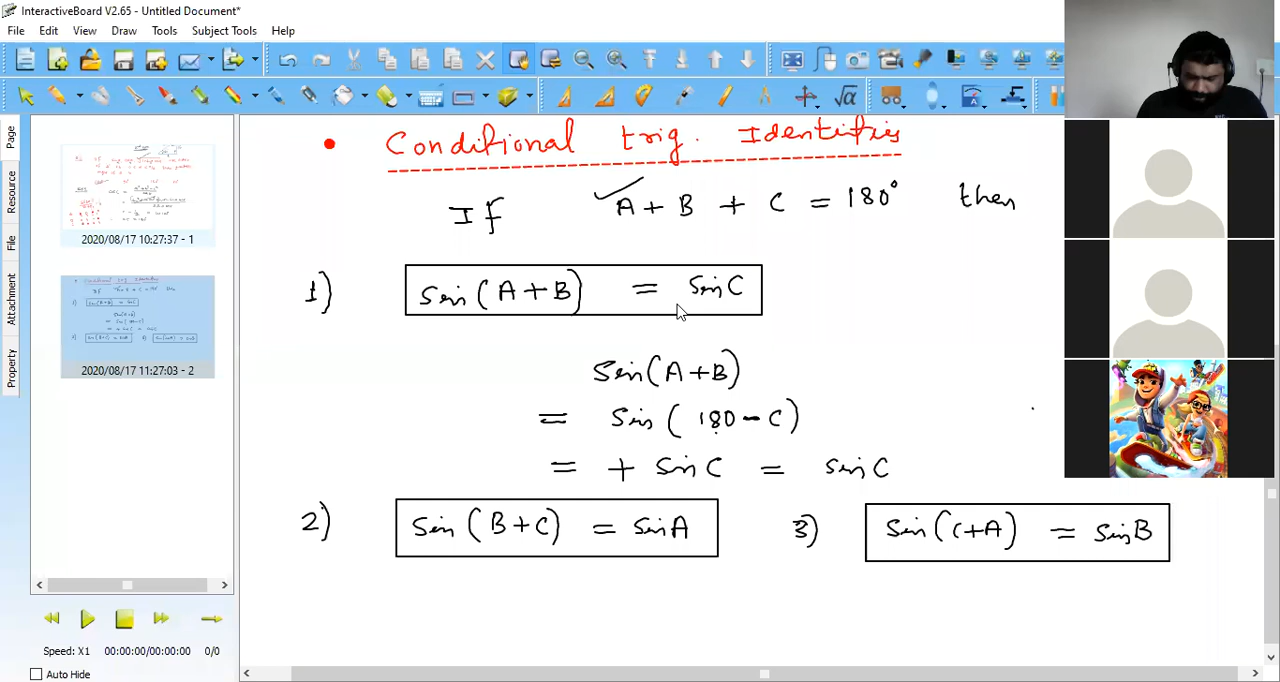 InteractiveBoard V2.65 - Untitled Document*
File Edit View Draw Tools Subject Tools Help
Page
Resource
File
Attachment
Property
2020/08/17 10:27:37 - 1
2020/08/17 11:27:03 - 2
Speed: X1 00:00:00/00:00:00 0/0
Auto Hide
• Conditional trig. Identities
If A + B + C = 180° then
1) Sin(A+B) = SinC
Sin(A+B)
= Sin(180-C)
= + SinC = SinC
2) Sin(B+C) = SinA 3) Sin(C+A) = SinB